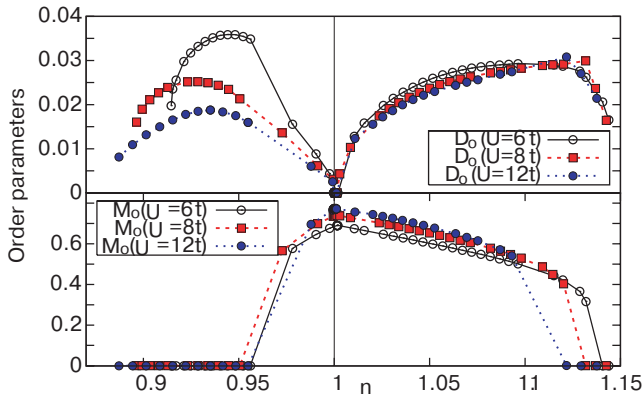 0.04
0.03
0.02
0.01
0
Order parameters
D₀(U=6t)
D₀(U=8t)
D₀(U=12t)
M₀(U=6t)
M₀(U=8t)
M₀(U=12t)
0.6
0.4
0.2
0
0.9
0.95
1
n
1.05
1.1
1.15